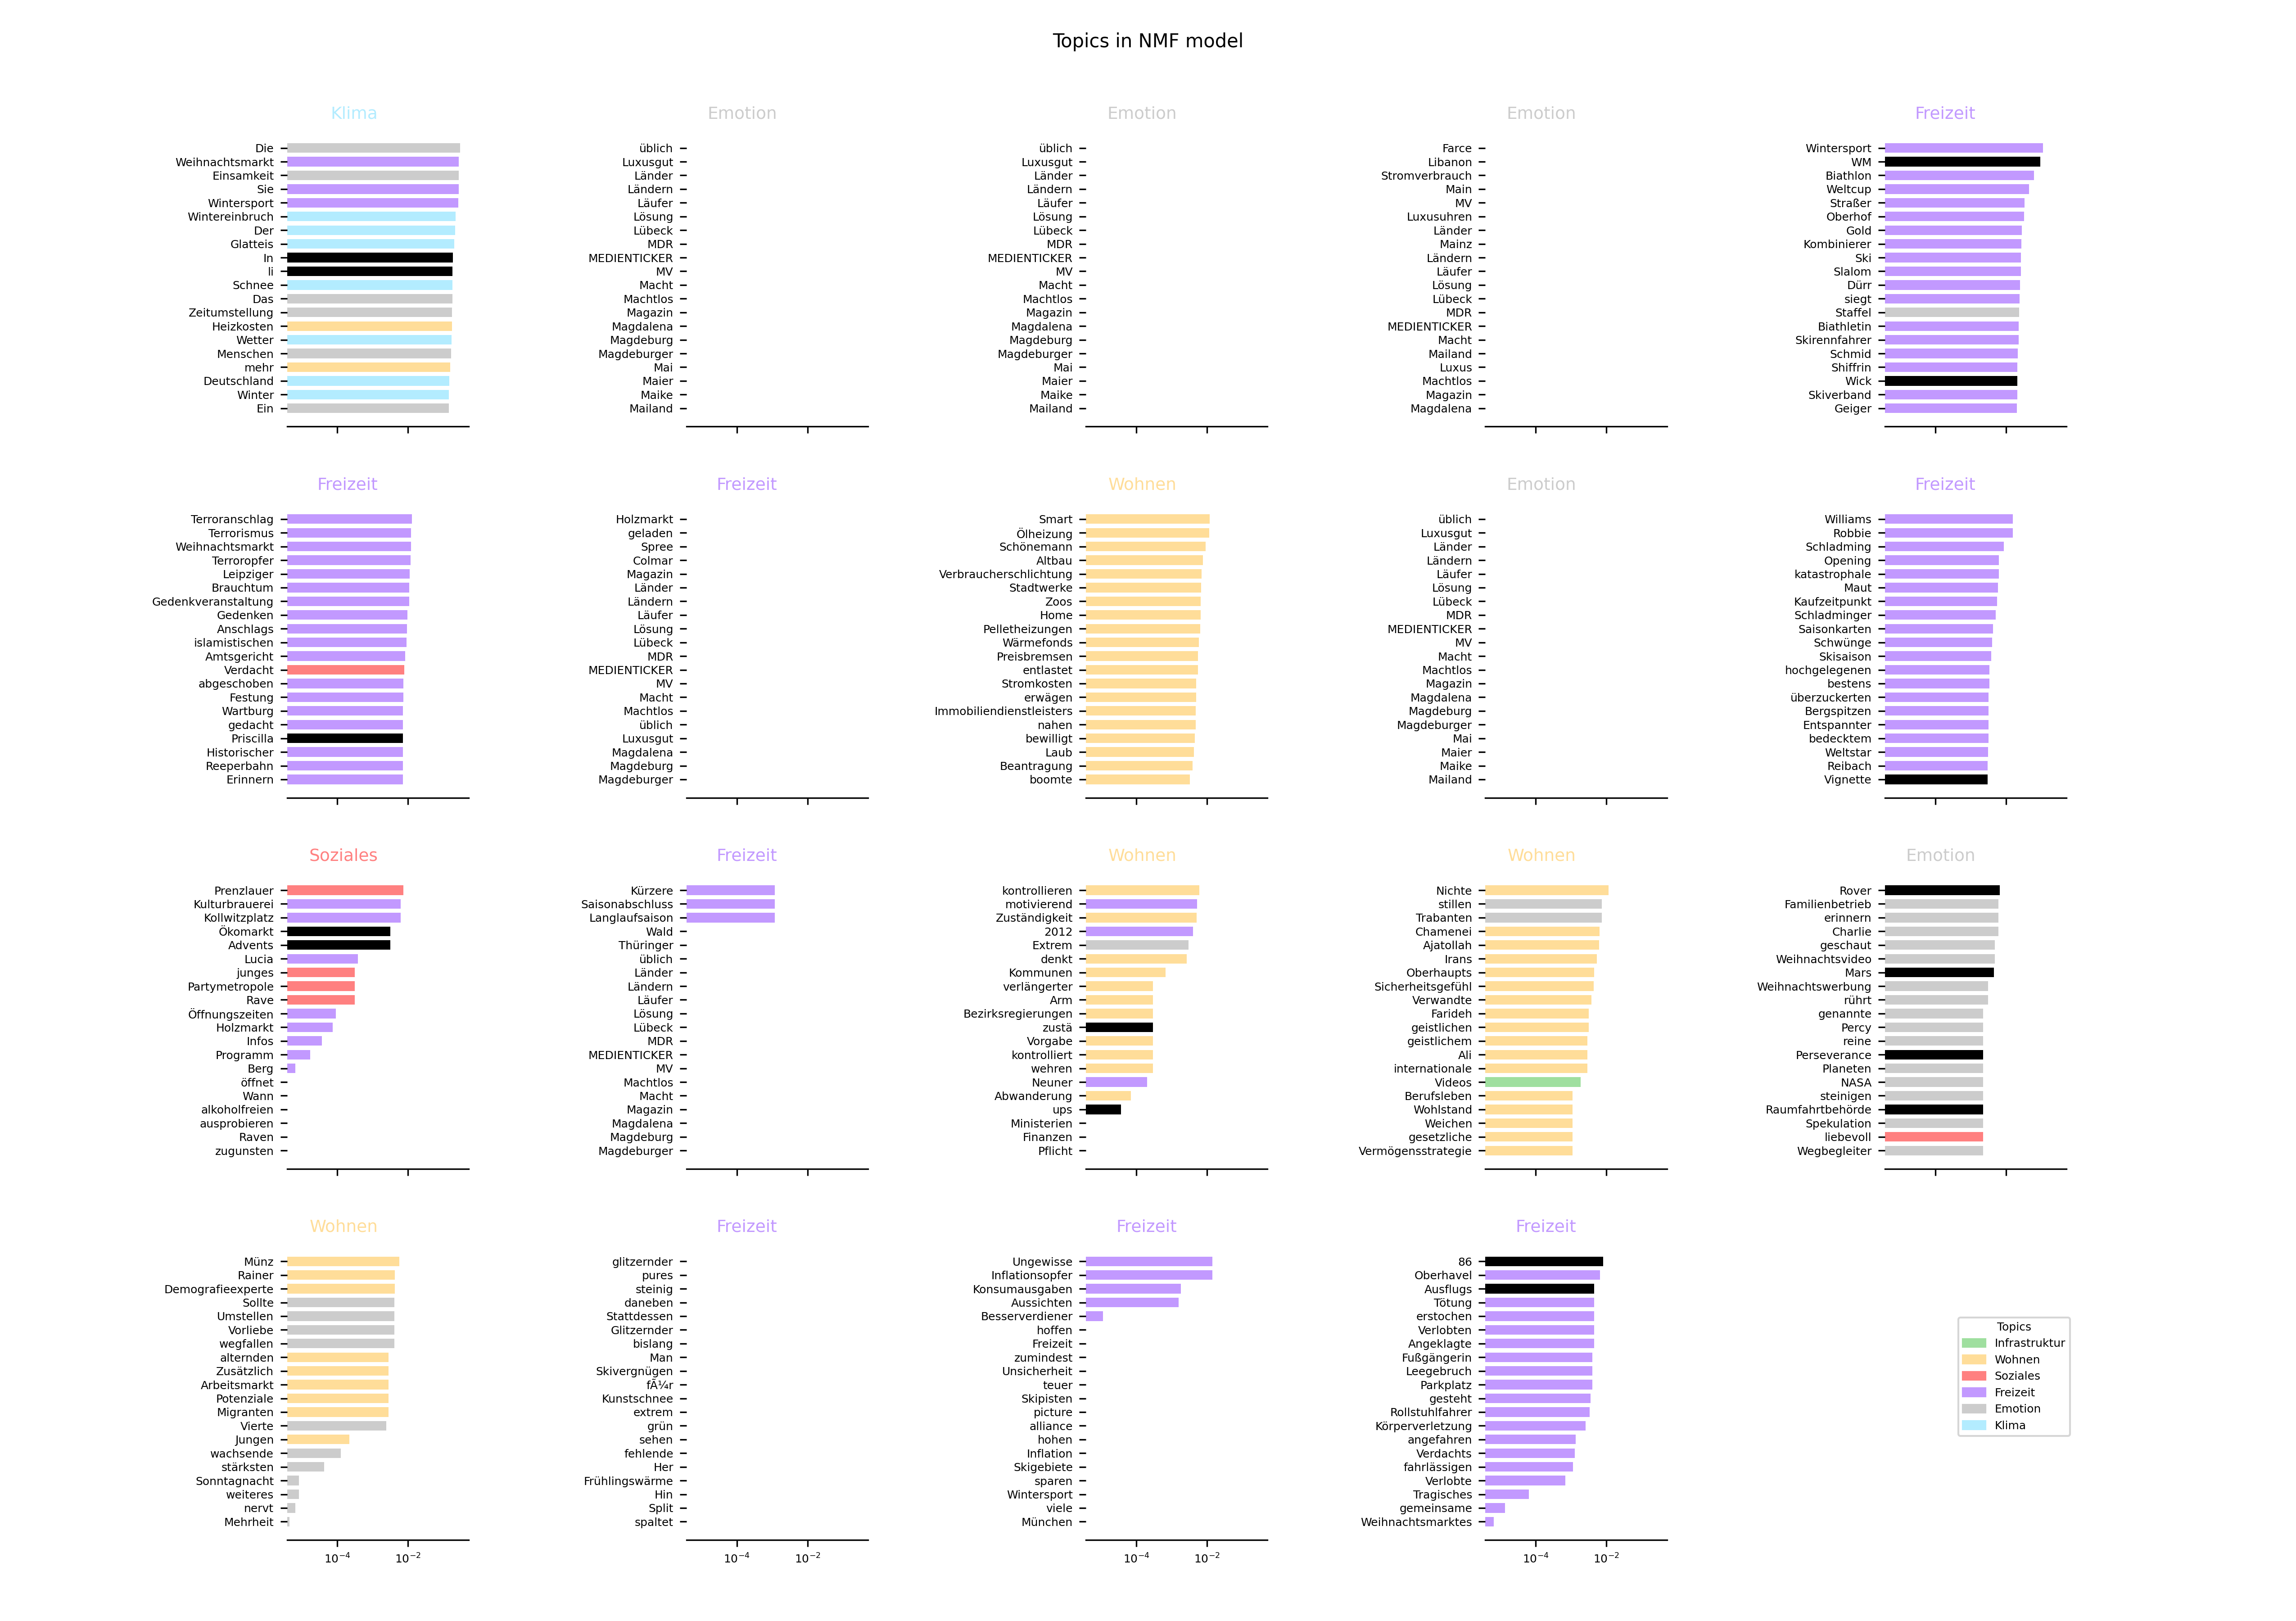 Topics in NMF model
Klima
Die
Weihnachtsmarkt
Einsamkeit
Sie
Wintersport
Wintereinbruch
Der
Glatteis
In
li
Schnee
Das
Zeitumstellung
Heizkosten
Wetter
Menschen
mehr
Deutschland
Winter
Ein
Emotion
üblich
Luxusgut
Länder
Ländern
Läufer
Lösung
Lübeck
MDR
MEDIENTICKER
MV
Macht
Machtlos
Magazin
Magdalena
Magdeburg
Magdeburger
Mai
Maier
Maike
Mailand
Emotion
üblich
Luxusgut
Länder
Ländern
Läufer
Lösung
Lübeck
MDR
MEDIENTICKER
MV
Macht
Machtlos
Magazin
Magdalena
Magdeburg
Magdeburger
Mai
Maier
Maike
Mailand
Emotion
Farce
Libanon
Stromverbrauch
Main
MV
Luxusuhren
Länder
Mainz
Ländern
Läufer
Lösung
Lübeck
MDR
MEDIENTICKER
Macht
Mailand
Luxus
Machtlos
Magazin
Magdalena
Freizeit
Wintersport
WM
Biathlon
Weltcup
Straßer
Oberhof
Gold
Kombinierer
Ski
Slalom
Dürr
siegt
Staffel
Biathletin
Skirennfahrer
Schmid
Shiffrin
Wick
Skiverband
Geiger
Freizeit
Terroranschlag
Terrorismus
Weihnachtsmarkt
Terroropfer
Leipziger
Brauchtum
Gedenkveranstaltung
Gedenken
Anschlags
islamistischen
Amtsgericht
Verdacht
abgeschoben
Festung
Wartburg
gedacht
Priscilla
Historischer
Reeperbahn
Erinnern
Freizeit
Holzmarkt
geladen
Spree
Colmar
Magazin
Länder
Ländern
Läufer
Lösung
Lübeck
MDR
MEDIENTICKER
MV
Macht
Machtlos
üblich
Luxusgut
Magdalena
Magdeburg
Magdeburger
Wohnen
Smart
Ölheizung
Schönemann
Altbau
Verbraucherschlichtung
Stadtwerke
Zoos
Home
Pelletheizungen
Wärmefonds
Preisbremsen
entlastet
Stromkosten
erwägen
Immobiliendienstleisters
nahen
bewilligt
Laub
Beantragung
boomte
Emotion
üblich
Luxusgut
Länder
Ländern
Läufer
Lösung
Lübeck
MDR
MEDIENTICKER
MV
Macht
Machtlos
Magazin
Magdalena
Magdeburg
Magdeburger
Mai
Maier
Maike
Mailand
Freizeit
Williams
Robbie
Schladming
Opening
katastrophale
Maut
Kaufzeitpunkt
Schladminger
Saisonkarten
Schwünge
Skisaison
hochgelegenen
bestens
überzuckerten
Bergspitzen
Entspannter
bedecktem
Weltstar
Reibach
Vignette
Soziales
Prenzlauer
Kulturbrauerei
Kollwitzplatz
Ökomarkt
Advents
Lucia
junges
Partymetropole
Rave
Öffnungszeiten
Holzmarkt
Infos
Programm
Berg
öffnet
Wann
alkoholfreien
ausprobieren
Raven
zugunsten
Freizeit
Kürzere
Saisonabschluss
Langlaufsaison
Wald
Thüringer
üblich
Länder
Ländern
Läufer
Lösung
Lübeck
MDR
MEDIENTICKER
MV
Machtlos
Macht
Magazin
Magdalena
Magdeburg
Magdeburger
Wohnen
kontrollieren
motivierend
Zuständigkeit
2012
Extrem
denkt
Kommunen
verlängerter
Arm
Bezirksregierungen
zustä
Vorgabe
kontrolliert
wehren
Neuner
Abwanderung
ups
Ministerien
Finanzen
Pflicht
Wohnen
Nichte
stillen
Trabanten
Chamenei
Ajatollah
Irans
Oberhaupts
Sicherheitsgefühl
Verwandte
Farideh
geistlichen
geistlichem
Ali
internationale
Videos
Berufsleben
Wohlstand
Weichen
gesetzliche
Vermögensstrategie
Emotion
Rover
Familienbetrieb
erinnern
Charlie
geschaut
Weihnachtsvideo
Mars
Weihnachtswerbung
rührt
genannte
Percy
reine
Perseverance
Planeten
NASA
steinigen
Raumfahrtbehörde
Spekulation
liebevoll
Wegbegleiter
Wohnen
Münz
Rainer
Demografieexperte
Sollte
Umstellen
Vorliebe
wegfallen
alternden
Zusätzlich
Arbeitsmarkt
Potenziale
Migranten
Vierte
Jungen
wachsende
stärksten
Sonntagnacht
weiteres
nervt
Mehrheit
10⁻⁴ 10⁻²
Freizeit
glitzernder
pures
steinig
daneben
Stattdessen
Glitzernder
bislang
Man
Skivergnügen
fÃ¼r
Kunstschnee
extrem
grün
sehen
fehlende
Her
Frühlingswärme
Hin
Split
spaltet
10⁻⁴ 10⁻²
Freizeit
Ungewisse
Inflationsopfer
Konsumausgaben
Aussichten
Besserverdiener
hoffen
Freizeit
zumindest
Unsicherheit
teuer
Skipisten
picture
alliance
hohen
Inflation
Skigebiete
sparen
Wintersport
viele
München
10⁻⁴ 10⁻²
Freizeit
86
Oberhavel
Ausflugs
Tötung
erstochen
Verlobten
Angeklagte
Fußgängerin
Leegebruch
Parkplatz
gesteht
Rollstuhlfahrer
Körperverletzung
angefahren
Verdachts
fahrlässigen
Verlobte
Tragisches
gemeinsame
Weihnachtsmarktes
10⁻⁴ 10⁻²
Topics
Infrastruktur
Wohnen
Soziales
Freizeit
Emotion
Klima